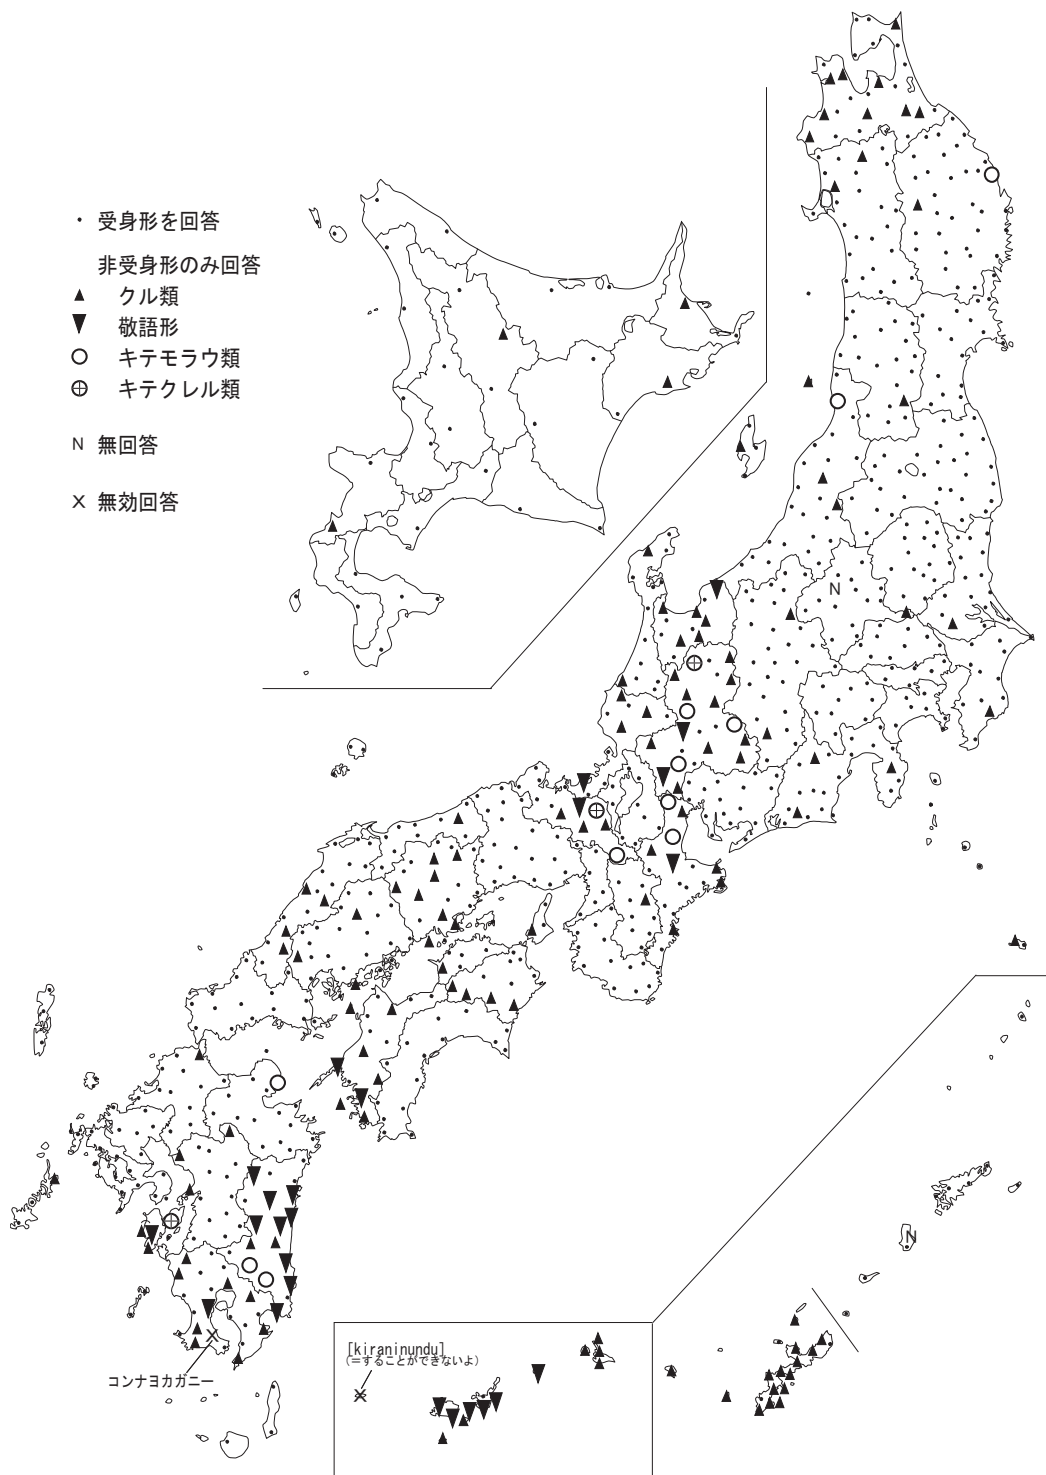 受身形を回答
非受身形のみ回答
クル類
敬語形
キテモラウ類
キテクレル類
N 無回答
X 無効回答
N
N
[kiraninundu]
(=することができないよ)
コンナヨカガニー